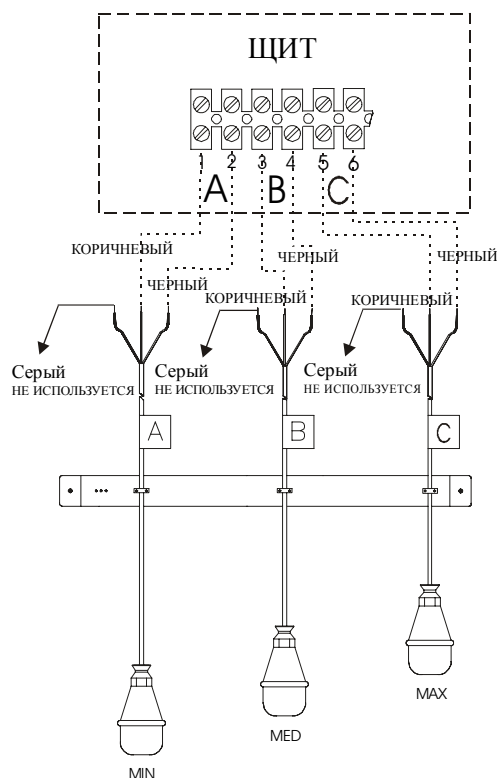 ЩИТ
1 2 3 4 5 6
A B C
КОРИЧНЕВЫЙ
ЧЕРНЫЙ
ЧЕРНЫЙ
ЧЕРНЫЙ
КОРИЧНЕВЫЙ
КОРИЧНЕВЫЙ
Серый
НЕ ИСПОЛЬЗУЕТСЯ
Серый
НЕ ИСПОЛЬЗУЕТСЯ
Серый
НЕ ИСПОЛЬЗУЕТСЯ
A
B
C
MAX
MED
MIN